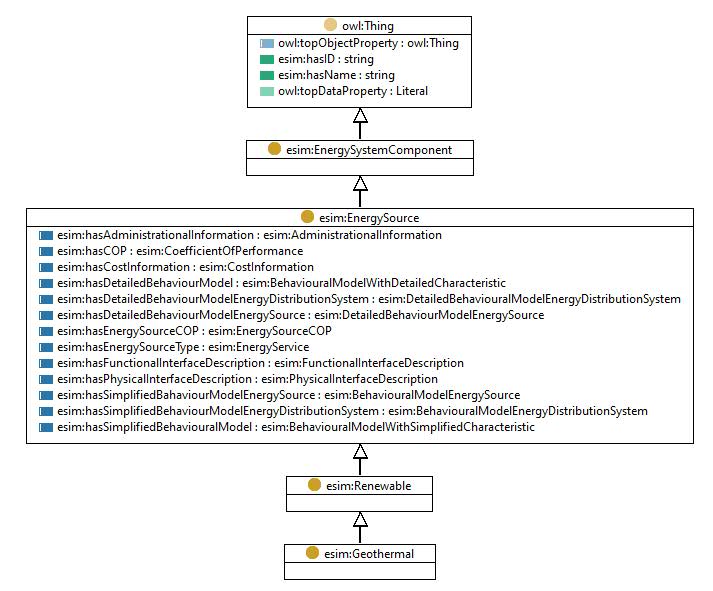 owl:Thing
owl:topObjectProperty : owl:Thing
esim:hasID : string
esim:hasName : string
owl:topDataProperty : Literal
esim:EnergySystemComponent
esim:EnergySource
esim:hasAdministrationalInformation : esim:AdministrationalInformation
esim:hasCOP : esim:CoefficientOfPerformance
esim:hasCostInformation : esim:CostInformation
esim:hasDetailedBehaviourModel : esim:BehaviouralModelWithDetailedCharacteristic
esim:hasDetailedBehaviourModelEnergyDistributionSystem : esim:DetailedBehaviouralModelEnergyDistributionSystem
esim:hasDetailedBehaviourModelEnergySource : esim:DetailedBehaviourModelEnergySource
esim:hasEnergySourceCOP : esim:EnergySourceCOP
esim:hasEnergySourceType : esim:EnergyService
esim:hasFunctionalInterfaceDescription : esim:FunctionalInterfaceDescription
esim:hasPhysicalInterfaceDescription : esim:PhysicalInterfaceDescription
esim:hasSimplifiedBahaviourModelEnergySource : esim:BehaviouralModelEnergySource
esim:hasSimplifiedBehaviourModelEnergyDistributionSystem : esim:BehaviouralModelEnergyDistributionSystem
esim:hasSimplifiedBehaviouralModel : esim:BehaviouralModelWithSimplifiedCharacteristic
esim:Renewable
esim:Geothermal